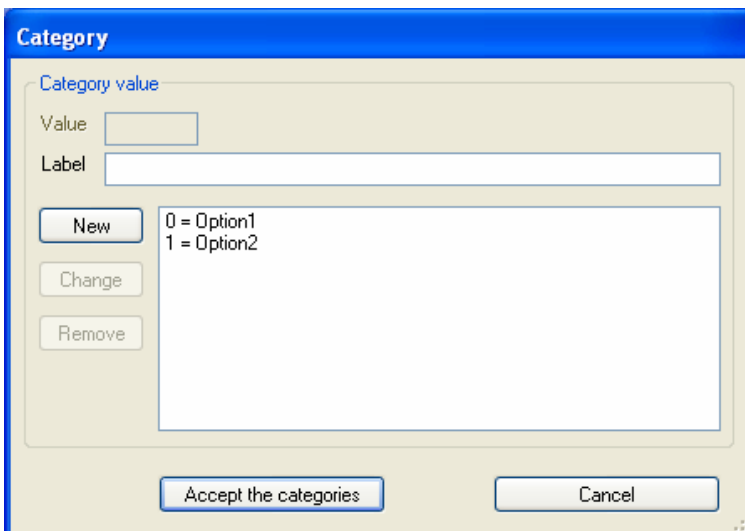 Category
Category value
Value
Label
New
0 = Option1
1 = Option2
Change
Remove
Accept the categories
Cancel